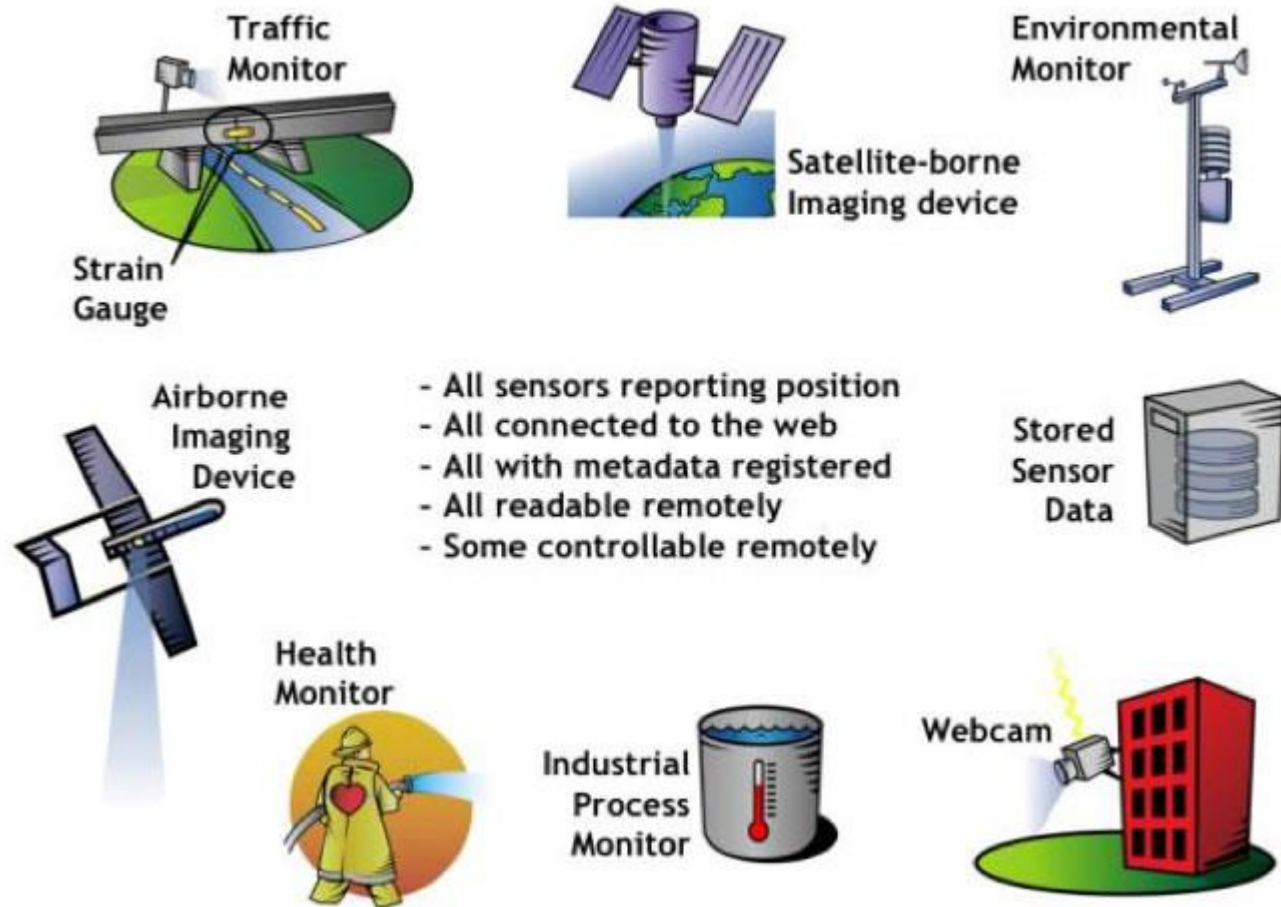 Traffic
Monitor
Strain
Gauge
Satellite-borne
Imaging device
Environmental
Monitor
Airborne
Imaging
Device
- All sensors reporting position
- All connected to the web
- All with metadata registered
- All readable remotely
- Some controllable remotely
Stored
Sensor
Data
Health
Monitor
Industrial
Process
Monitor
Webcam